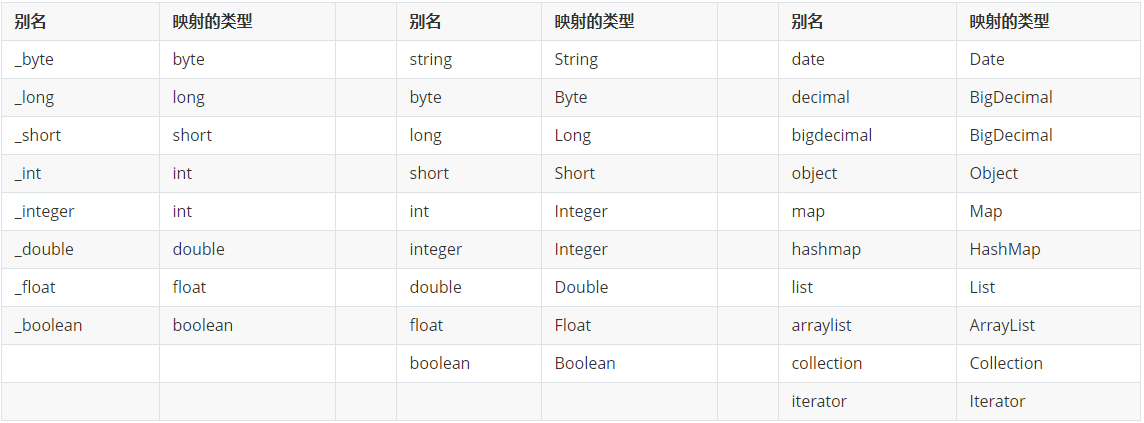 别名 映射的类型 别名 映射的类型 别名 映射的类型
_byte byte string String date Date
_long long byte Byte decimal BigDecimal
_short short long Long bigdecimal BigDecimal
_int int short Short object Object
_integer int int Integer map Map
_double double integer Integer hashmap HashMap
_float float double Double list List
_boolean boolean float Float arraylist ArrayList
boolean Boolean collection Collection
iterator Iterator